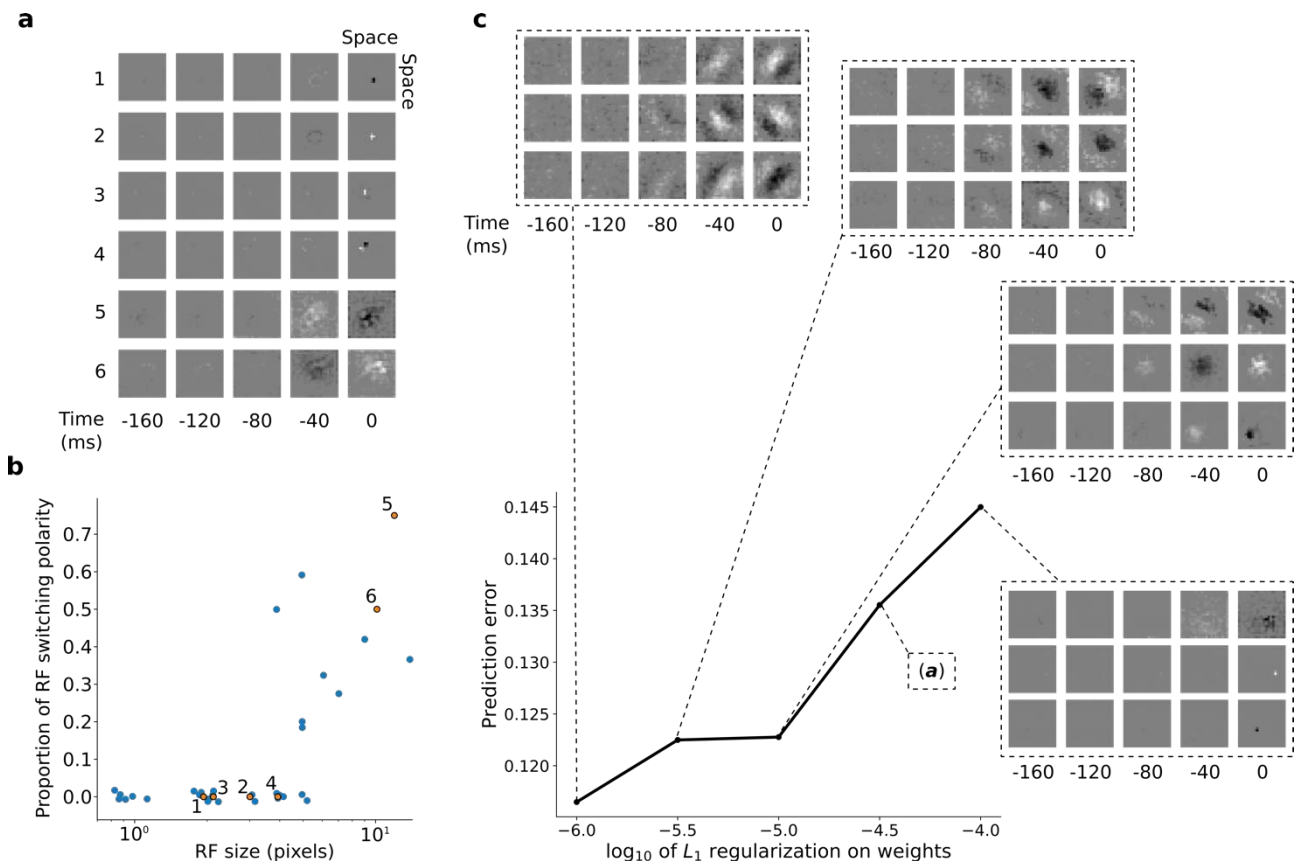 a
Space
Space
1
2
3
4
5
6
Time
(ms)
-160 -120 -80 -40 0
b
Proportion of RF switching polarity
0.7
0.6
0.5
0.4
0.3
0.2
0.1
0.0
5
6
1
3
2
4
10⁰ 10¹
RF size (pixels)
c
Time
(ms)
-160 -120 -80 -40 0
-160 -120 -80 -40 0
-160 -120 -80 -40 0
Prediction error
0.145
0.140
0.135
0.130
0.125
0.120
(a)
-160 -120 -80 -40 0
−6.0 −5.5 −5.0 −4.5 −4.0
log₁₀ of L₁ regularization on weights